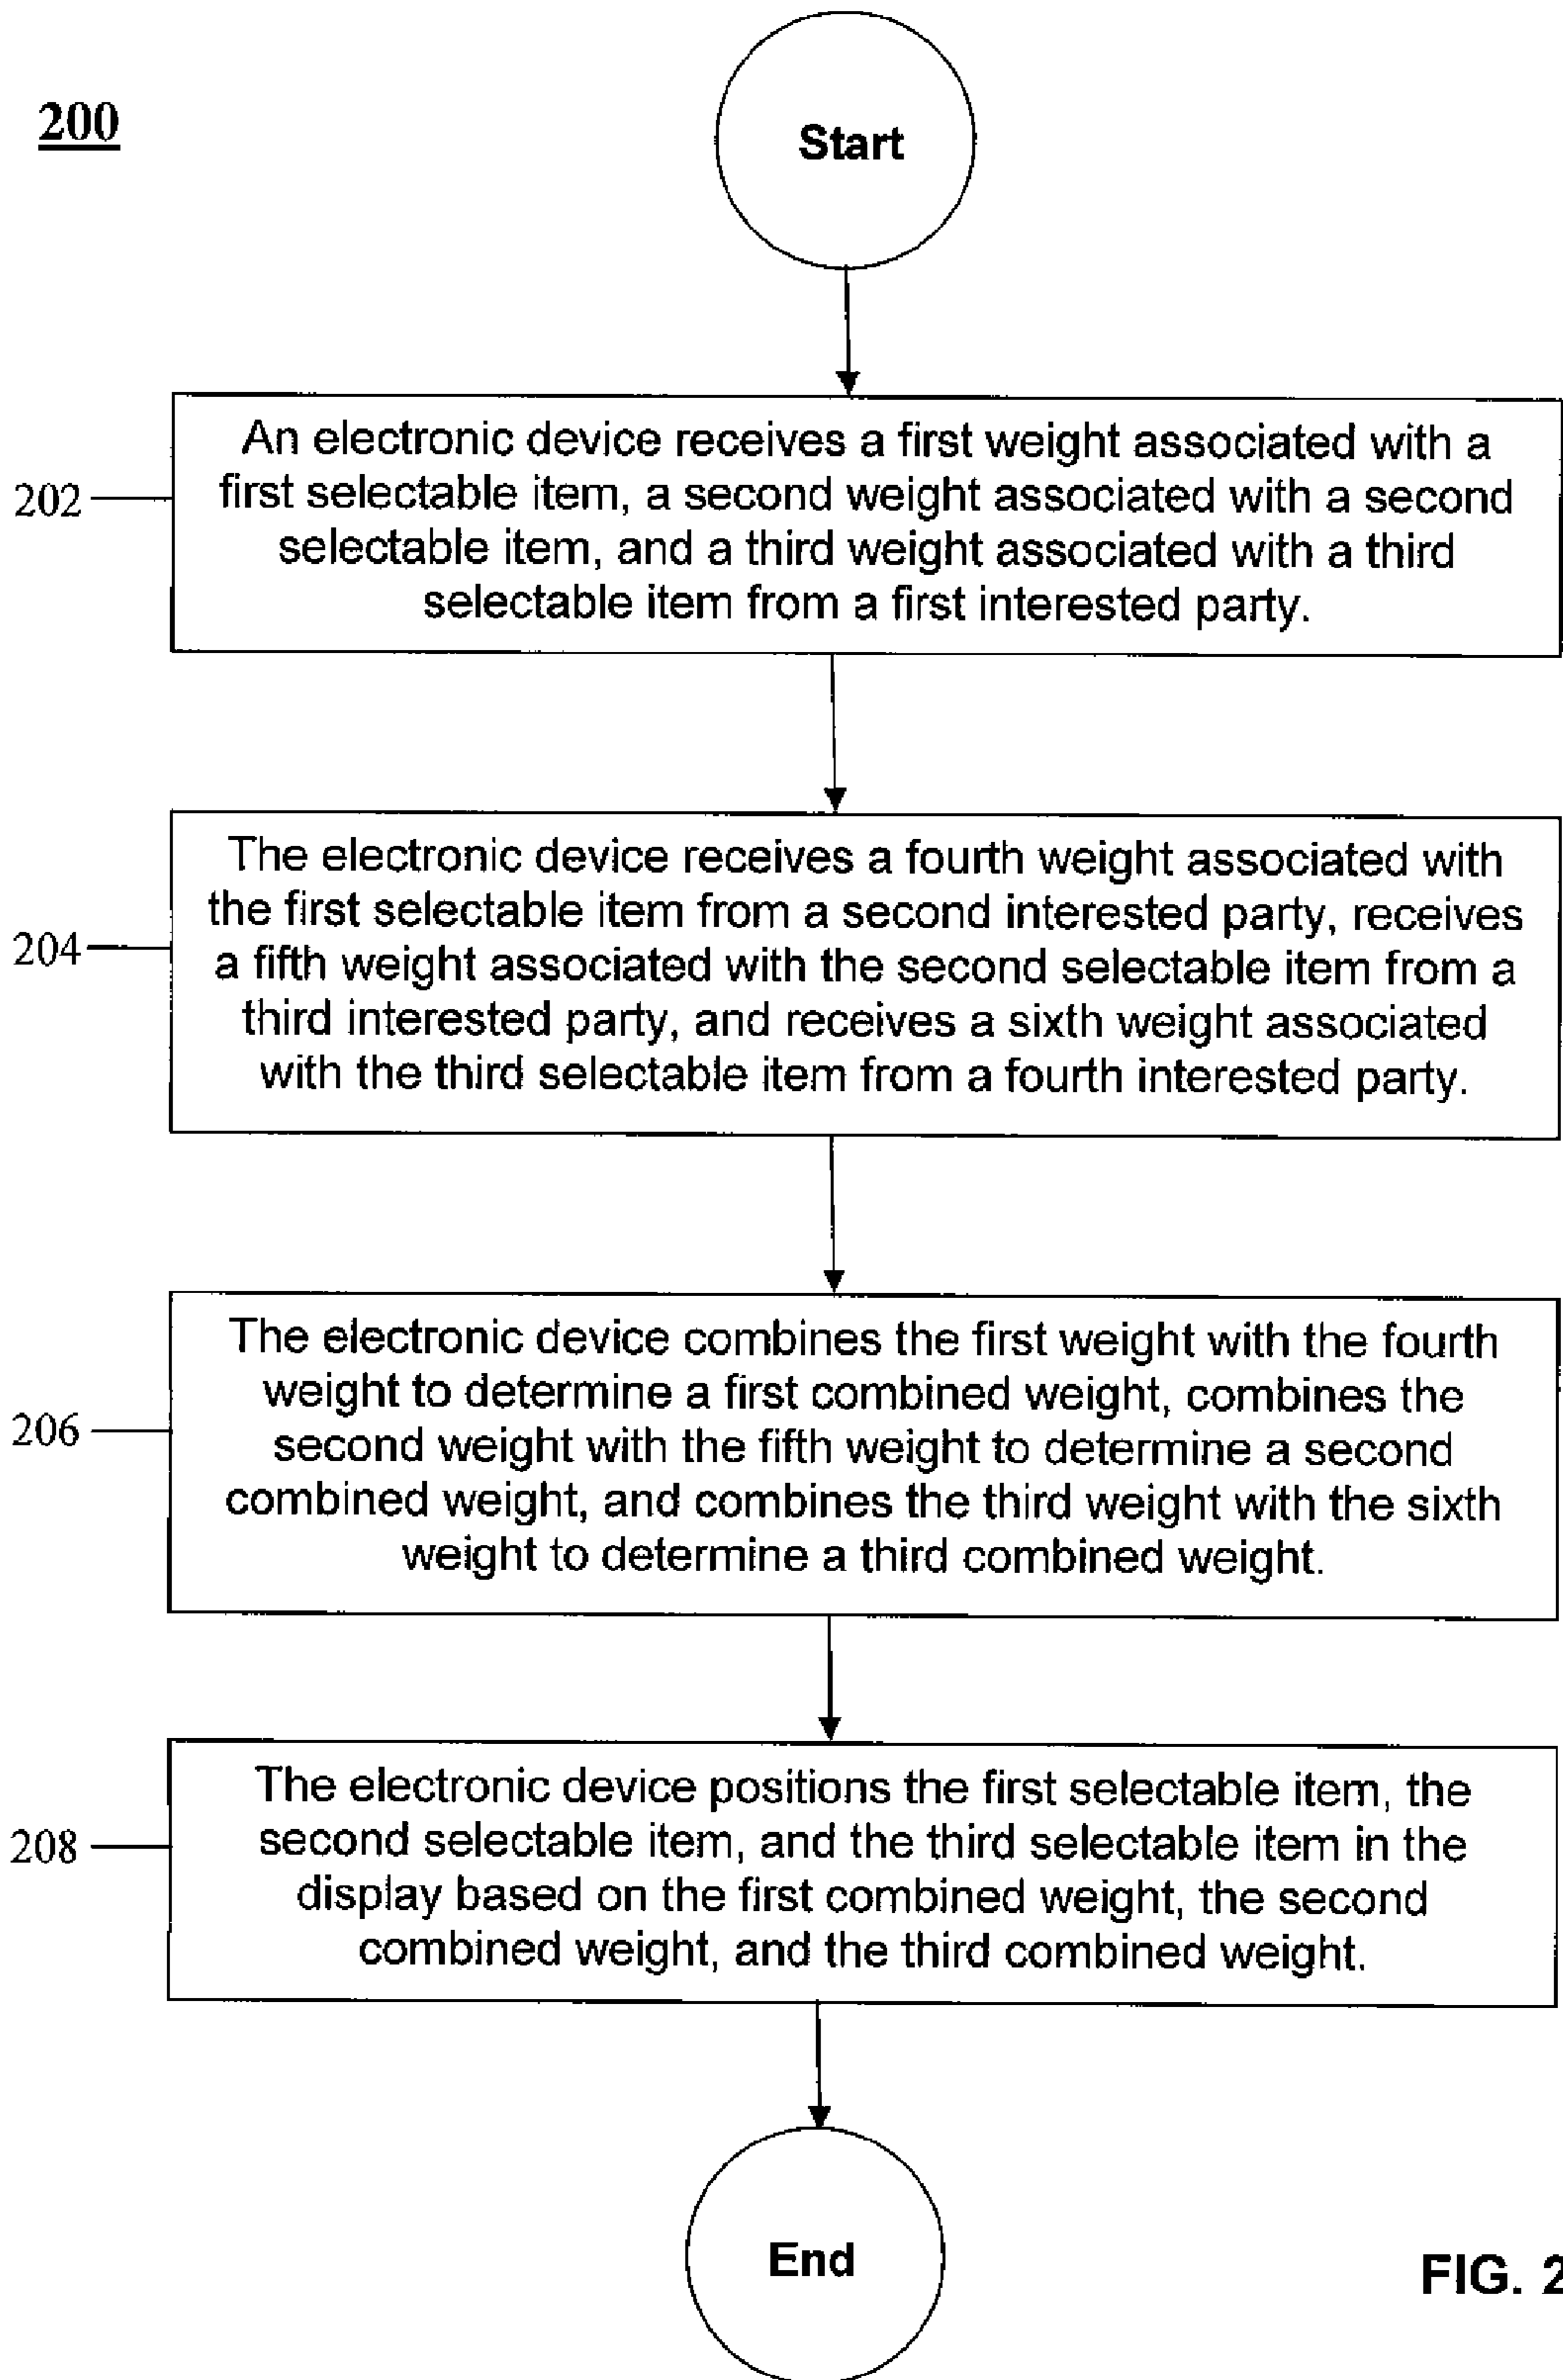 200
Start
202
An electronic device receives a first weight associated with a
first selectable item, a second weight associated with a second
selectable item, and a third weight associated with a third
selectable item from a first interested party.
204
The electronic device receives a fourth weight associated with
the first selectable item from a second interested party, receives
a fifth weight associated with the second selectable item from a
third interested party, and receives a sixth weight associated
with the third selectable item from a fourth interested party.
206
The electronic device combines the first weight with the fourth
weight to determine a first combined weight, combines the
second weight with the fifth weight to determine a second
combined weight, and combines the third weight with the sixth
weight to determine a third combined weight.
208
The electronic device positions the first selectable item, the
second selectable item, and the third selectable item in the
display based on the first combined weight, the second
combined weight, and the third combined weight.
End
FIG. 2